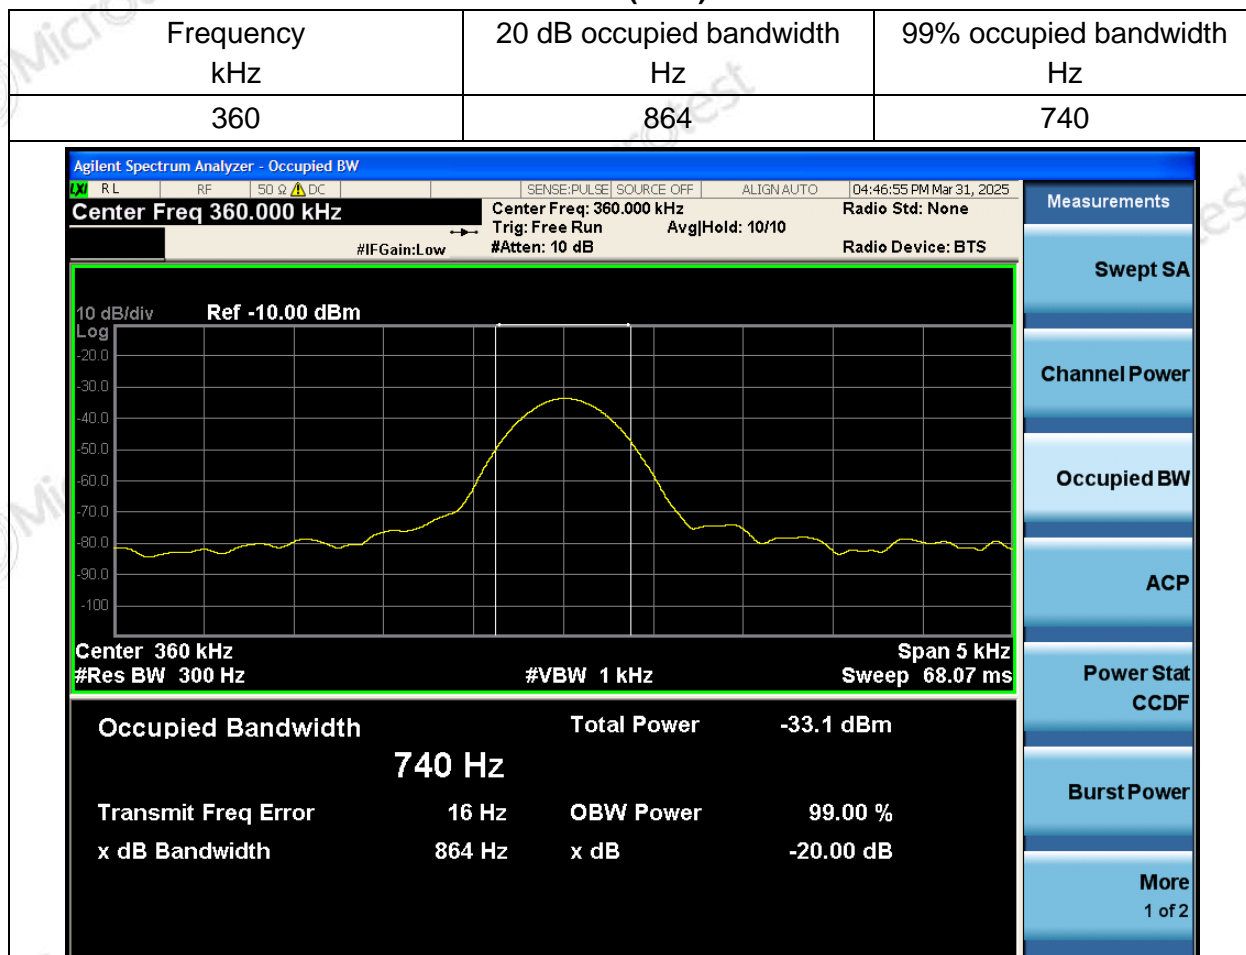 Frequency 20 dB occupied bandwidth 99% occupied bandwidth
kHz Hz Hz
360 864 740
Agilent Spectrum Analyzer - Occupied BW
LXI RL RF 50 Ω DC SENSE:PULSE SOURCE OFF ALIGN AUTO 04:46:55 PM Mar 31, 2025
Center Freq 360.000 kHz
Center Freq: 360.000 kHz Radio Std: None
Trig: Free Run Avg|Hold: 10/10
#IFGain:Low #Atten: 10 dB Radio Device: BTS
10 dB/div Ref -10.00 dBm
Log
-20.0
-30.0
-40.0
-50.0
-60.0
-70.0
-80.0
-90.0
-100
Center 360 kHz Span 5 kHz
#Res BW 300 Hz #VBW 1 kHz Sweep 68.07 ms
Occupied Bandwidth Total Power -33.1 dBm
740 Hz
Transmit Freq Error 16 Hz OBW Power 99.00 %
x dB Bandwidth 864 Hz x dB -20.00 dB
Measurements
Swept SA
Channel Power
Occupied BW
ACP
Power Stat
CCDF
Burst Power
More
1 of 2